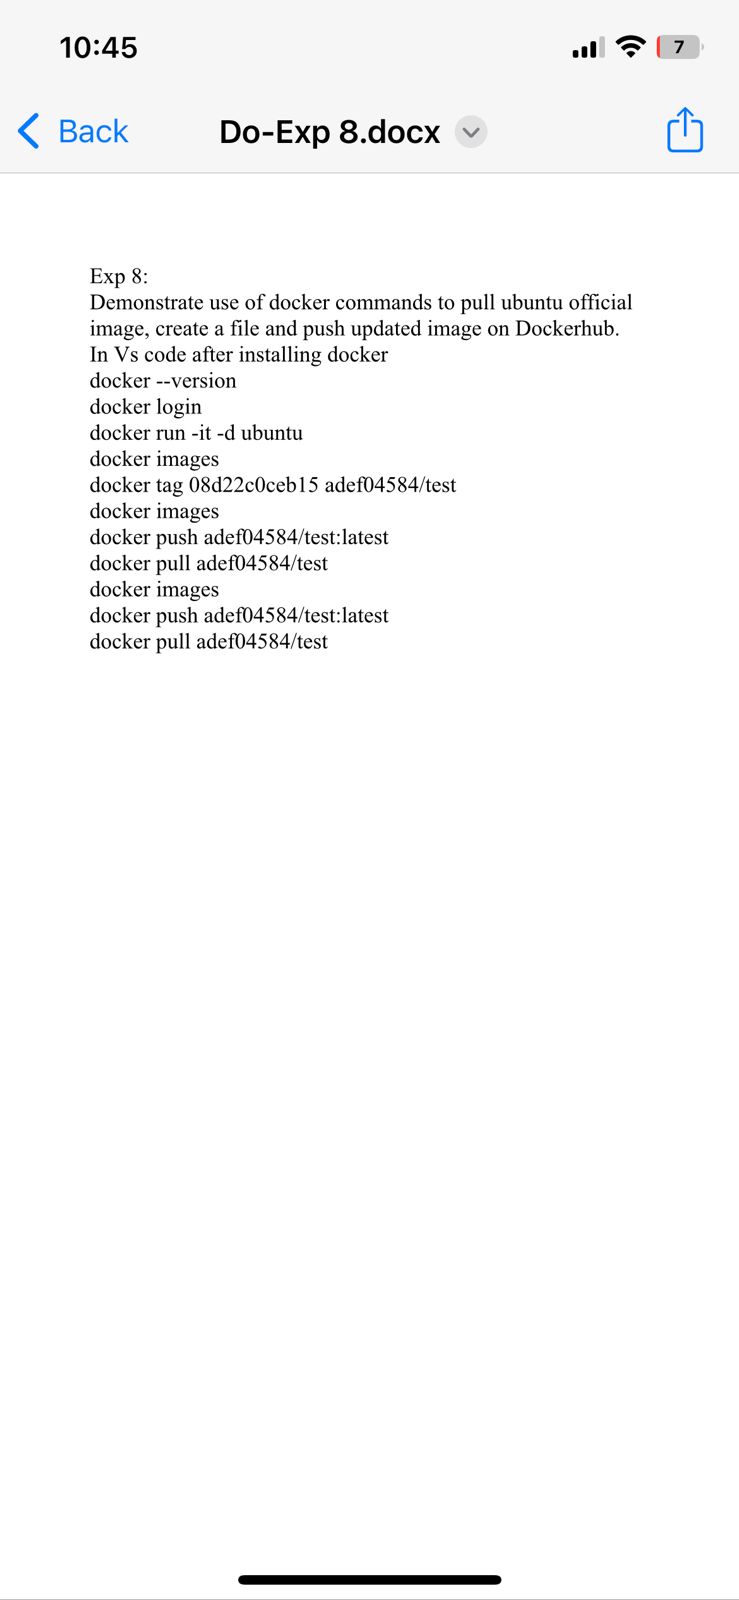 10:45
7
Back
Do-Exp 8.docx
Exp 8:
Demonstrate use of docker commands to pull ubuntu official
image, create a file and push updated image on Dockerhub.
In Vs code after installing docker
docker --version
docker login
docker run -it -d ubuntu
docker images
docker tag 08d22c0ceb15 adef04584/test
docker images
docker push adef04584/test:latest
docker pull adef04584/test
docker images
docker push adef04584/test:latest
docker pull adef04584/test